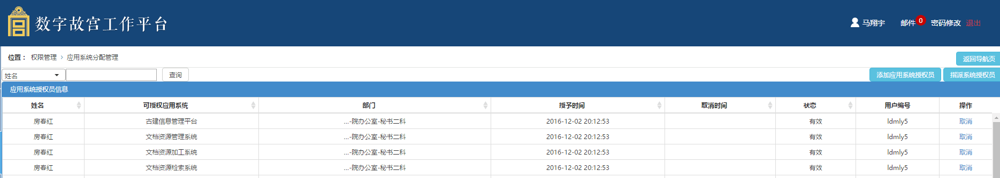 数字故宫工作平台
马翔宇 邮件 0 密码修改 退出
位置： 权限管理 > 应用系统分配管理
返回导航页
姓名 查询 添加应用系统授权员 指派系统授权员
应用系统授权员信息
姓名 可授权应用系统 部门 授予时间 取消时间 状态 用户编号 操作
房春红 古建信息管理平台 ...-院办公室-秘书二科 2016-12-02 20:12:53 有效 ldmly5 取消
房春红 文档资源管理系统 ...-院办公室-秘书二科 2016-12-02 20:12:53 有效 ldmly5 取消
房春红 文档资源加工系统 ...-院办公室-秘书二科 2016-12-02 20:12:53 有效 ldmly5 取消
房春红 文档资源检索系统 ...-院办公室-秘书二科 2016-12-02 20:12:53 有效 ldmly5 取消